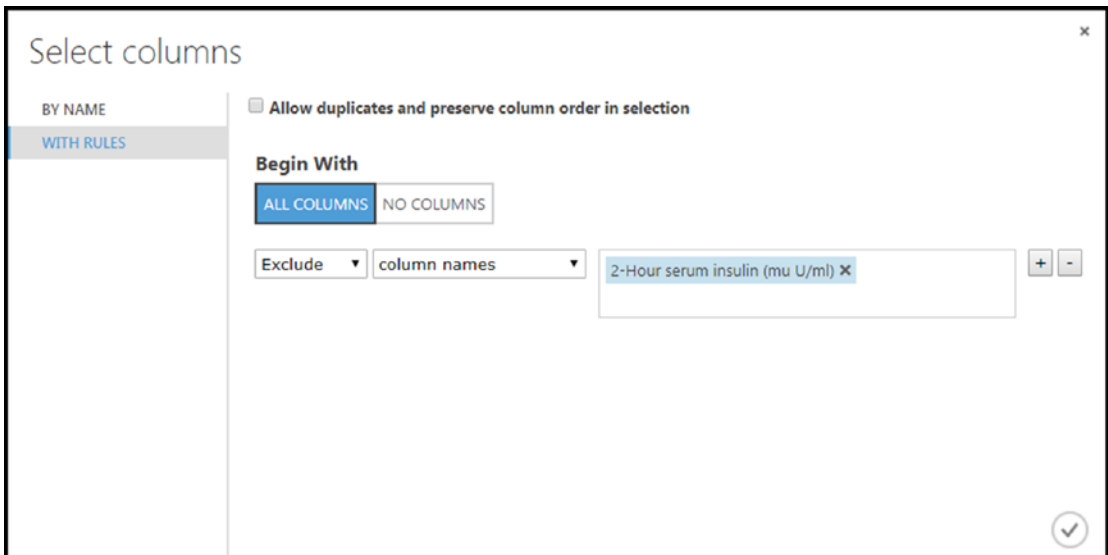 Select columns
×
BY NAME
WITH RULES
Allow duplicates and preserve column order in selection
Begin With
ALL COLUMNS NO COLUMNS
Exclude ▼ column names ▼ 2-Hour serum insulin (mu U/ml) × + -